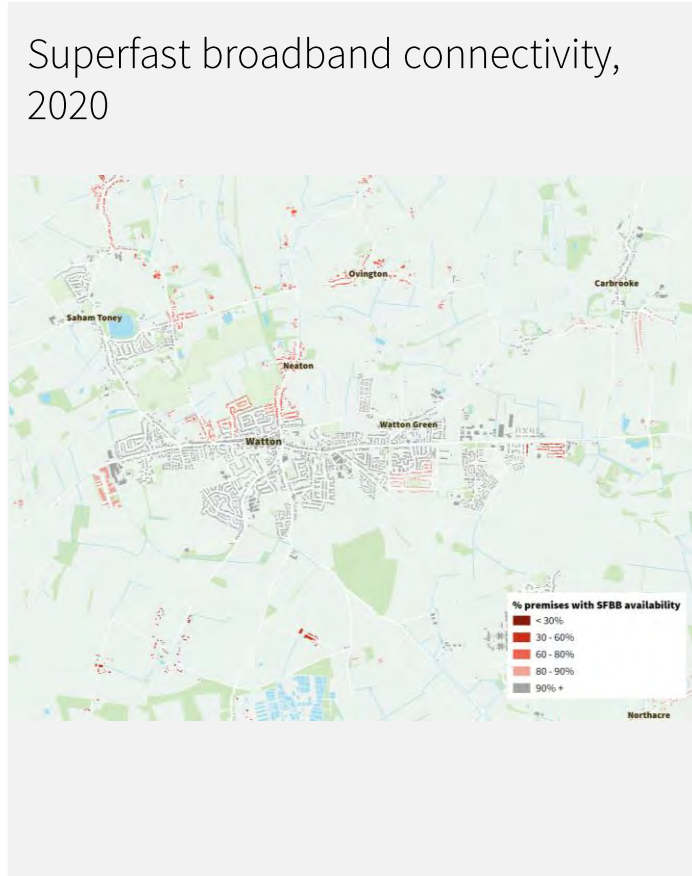 Superfast broadband connectivity,
2020
Ovington
Carbrooke
Saham Toney
Neaton
Watton Green
Watton
% premises with SFBB availability
< 30%
30 - 60%
60 - 80%
80 - 90%
90% +
Northacre